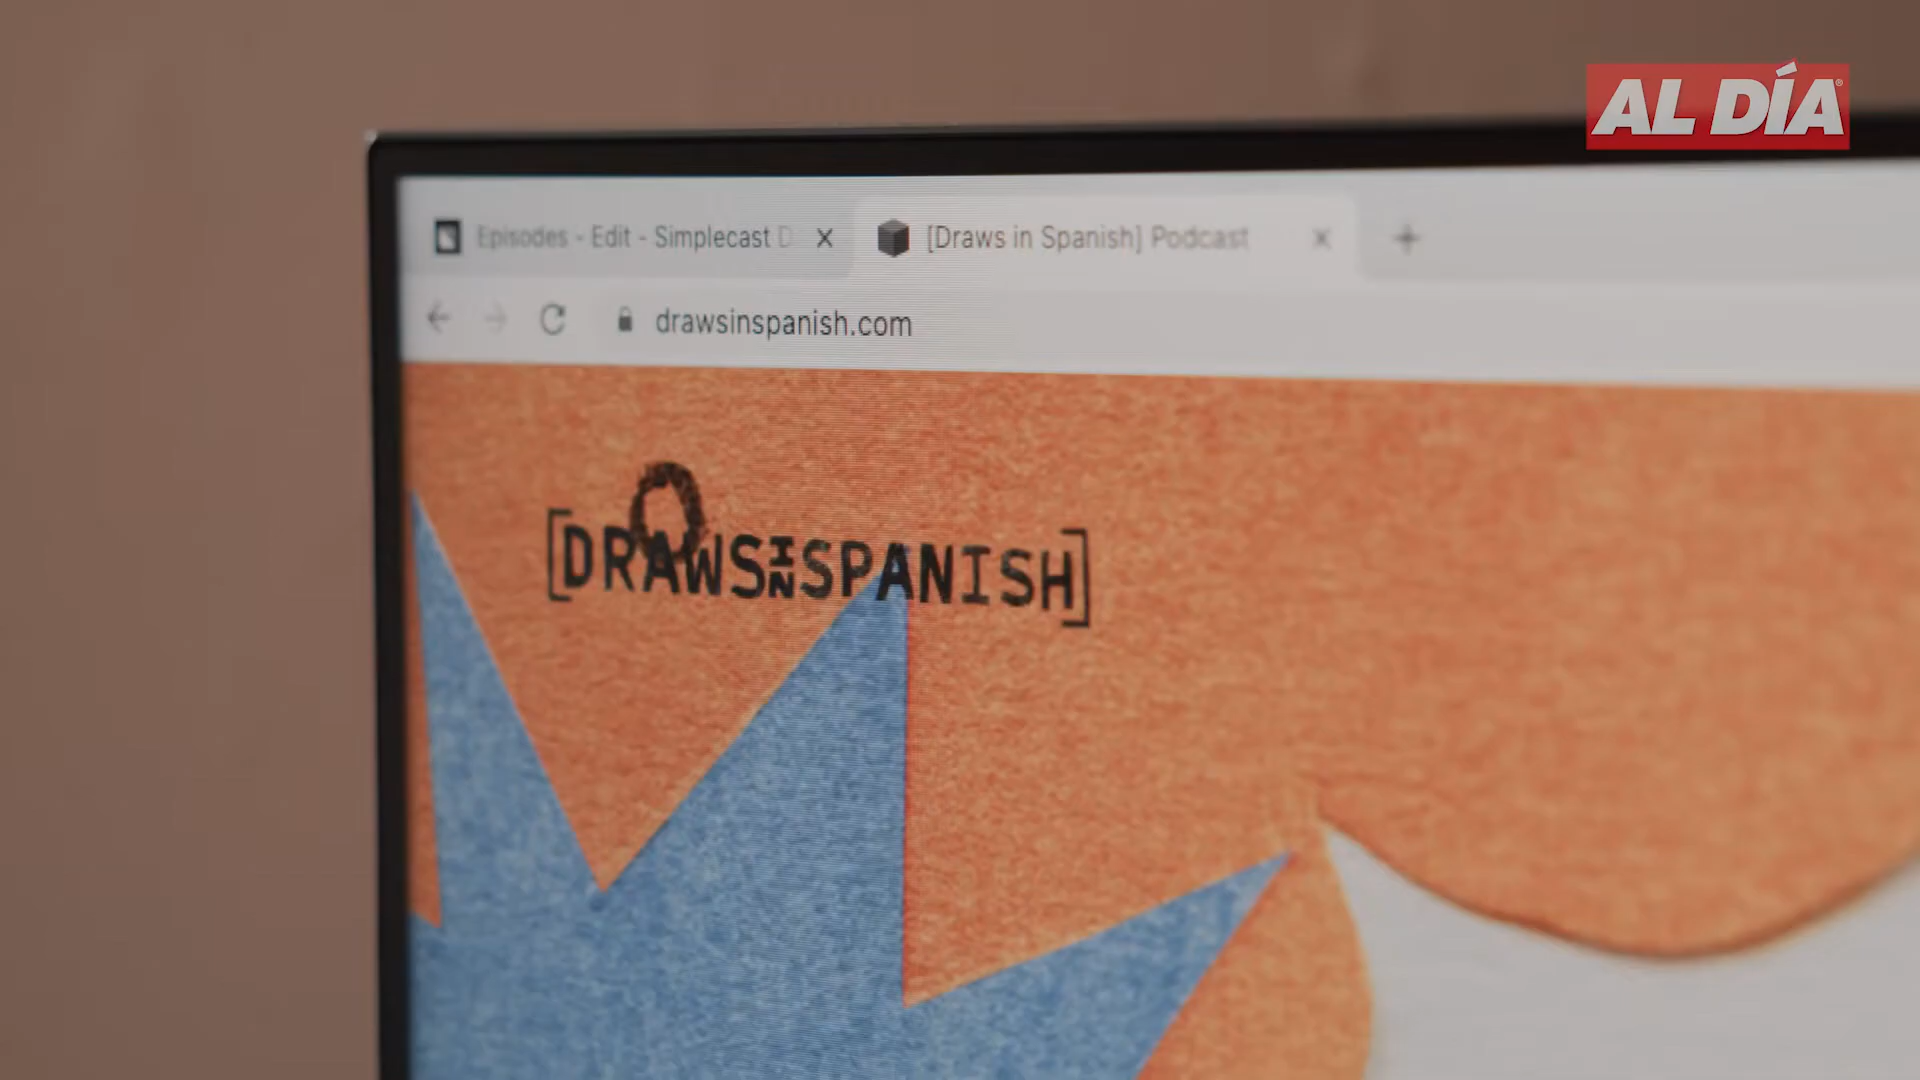 AL DÍA
Episodes - Edit - Simplecast D
[Draws in Spanish] Podcast
drawsinspanish.com
[DRAWS IN SPANISH]